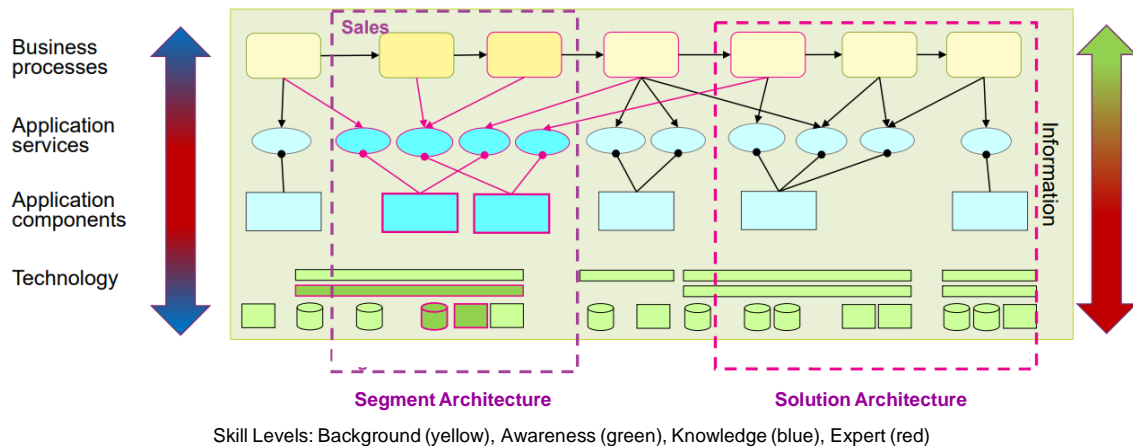 Sales
Business
processes
Application
services
Application
components
Technology
Information
Segment Architecture
Solution Architecture
Skill Levels: Background (yellow), Awareness (green), Knowledge (blue), Expert (red)